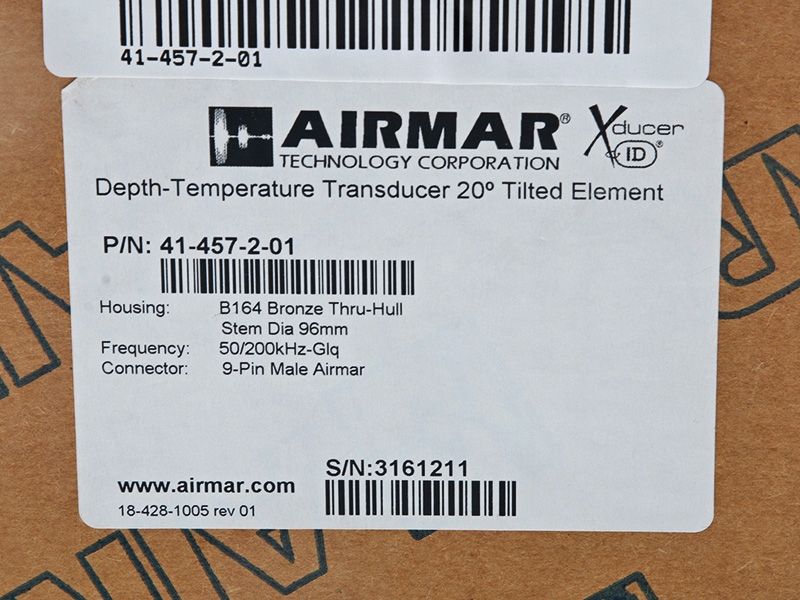 41-457-2-01
AIRMAR® Xducer ID®
TECHNOLOGY CORPORATION
Depth-Temperature Transducer 20º Tilted Element
P/N: 41-457-2-01
Housing: B164 Bronze Thru-Hull
Stem Dia 96mm
Frequency: 50/200kHz-Glq
Connector: 9-Pin Male Airmar
S/N:3161211
www.airmar.com
18-428-1005 rev 01